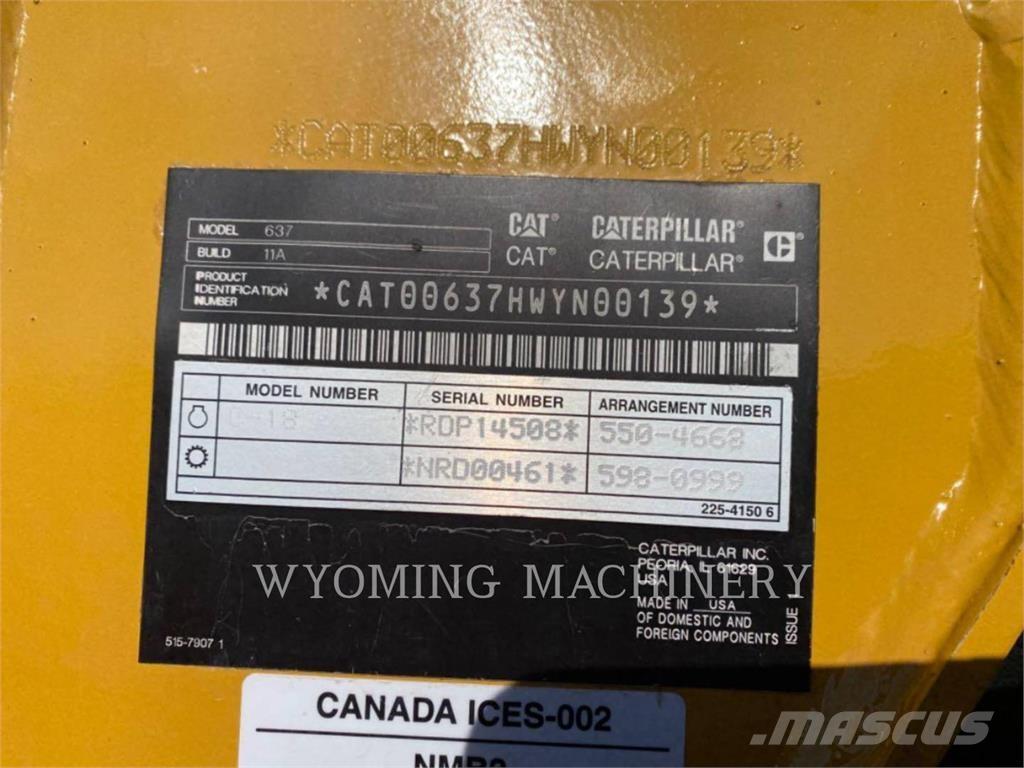 *CAT00637HWYN00139*
MODEL 637
BUILD 11A
CAT® CATERPILLAR®
CAT® CATERPILLAR®
PRODUCT
IDENTIFICATION
NUMBER
*CAT00637HWYN00139*
MODEL NUMBER SERIAL NUMBER ARRANGEMENT NUMBER
C-18 *RDP14508* 550-4668
*NRD00461* 598-0999
225-4150 6
CATERPILLAR INC.
PEORIA, IL 61629
USA
MADE IN USA
OF DOMESTIC AND
FOREIGN COMPONENTS
ISSUE 1
515-7907 1
WYOMING MACHINERY
CANADA ICES-002
MASCUS